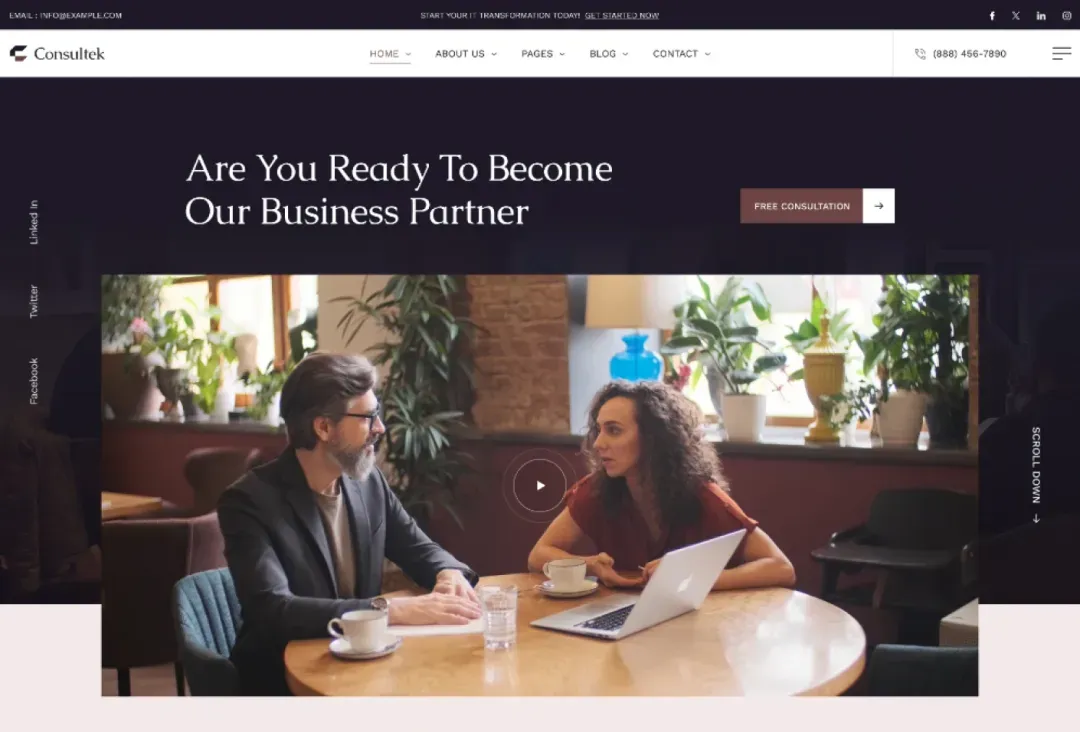 EMAIL : INFO@EXAMPLE.COM
START YOUR IT TRANSFORMATION TODAY! GET STARTED NOW
Consultek
HOME
ABOUT US
PAGES
BLOG
CONTACT
(888) 456-7890
Are You Ready To Become
Our Business Partner
FREE CONSULTATION
Linked In
Twitter
Facebook
SCROLL DOWN